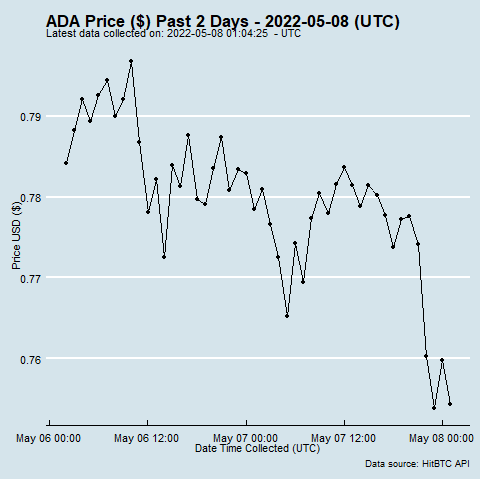 ADA Price ($) Past 2 Days - 2022-05-08 (UTC)
Latest data collected on: 2022-05-08 01:04:25 - UTC
0.79
0.78
0.77
0.76
Price USD ($)
May 06 00:00 May 06 12:00 May 07 00:00 May 07 12:00 May 08 00:00
Date Time Collected (UTC)
Data source: HitBTC API